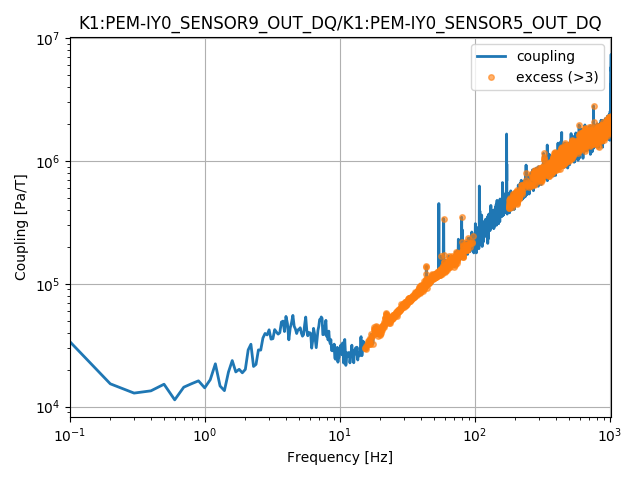 K1:PEM-IY0_SENSOR9_OUT_DQ/K1:PEM-IY0_SENSOR5_OUT_DQ
10^7
10^6
10^5
10^4
Coupling [Pa/T]
coupling
excess (>3)
10^-1 10^0 10^1 10^2 10^3
Frequency [Hz]